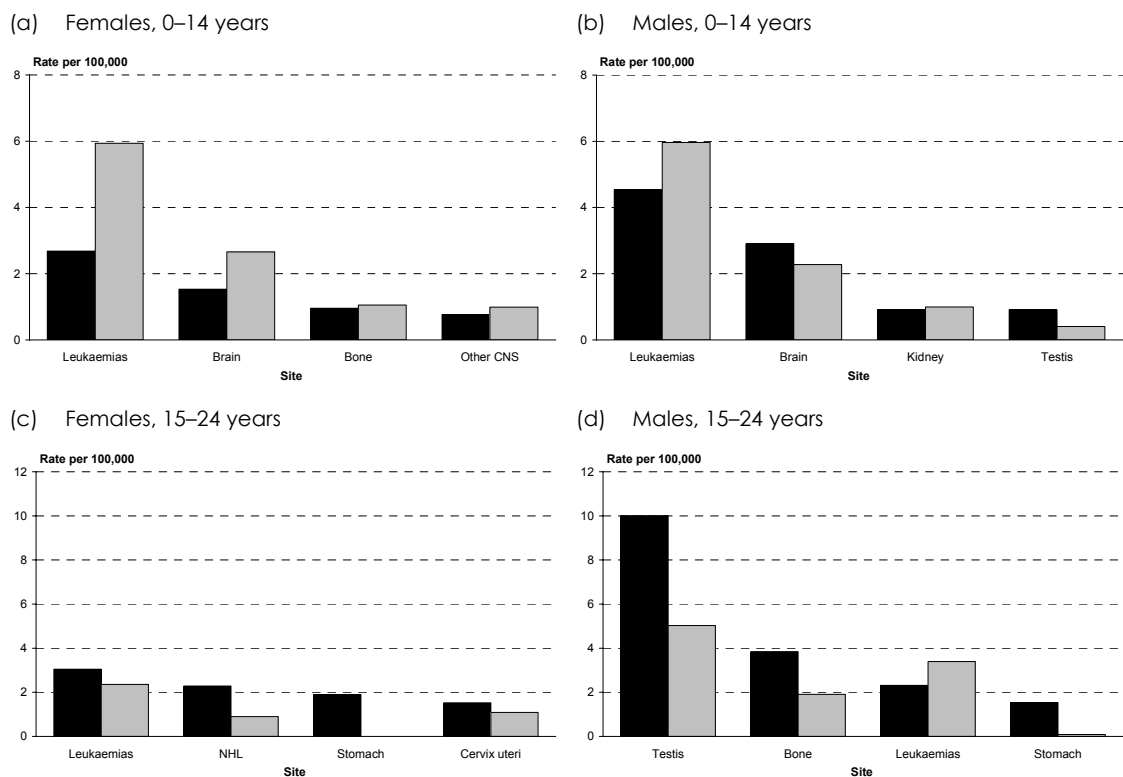 (a) Females, 0–14 years
Rate per 100,000
8
6
4
2
0
Leukaemias Brain Bone Other CNS
Site
(b) Males, 0–14 years
Rate per 100,000
8
6
4
2
0
Leukaemias Brain Kidney Testis
Site
(c) Females, 15–24 years
Rate per 100,000
12
10
8
6
4
2
0
Leukaemias NHL Stomach Cervix uteri
Site
(d) Males, 15–24 years
Rate per 100,000
12
10
8
6
4
2
0
Testis Bone Leukaemias Stomach
Site